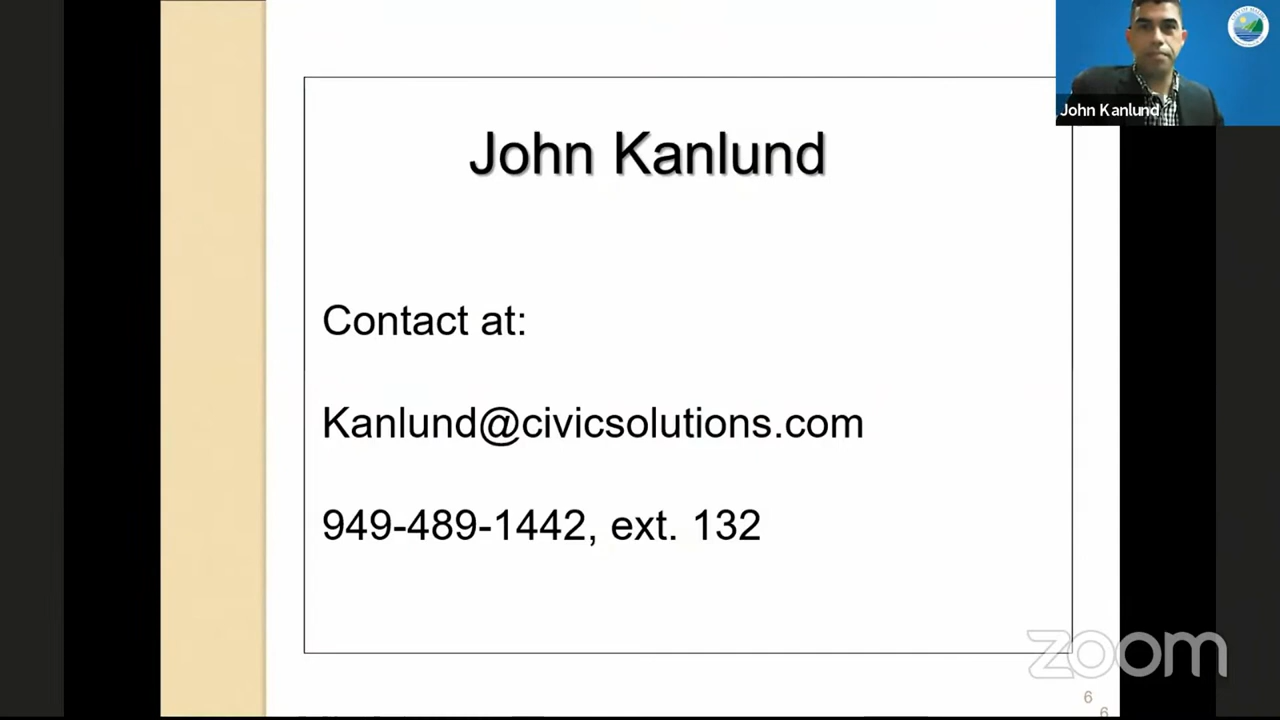 John Kanlund
John Kanlund
Contact at:
Kanlund@civicsolutions.com
949-489-1442, ext. 132
zoom
6
6